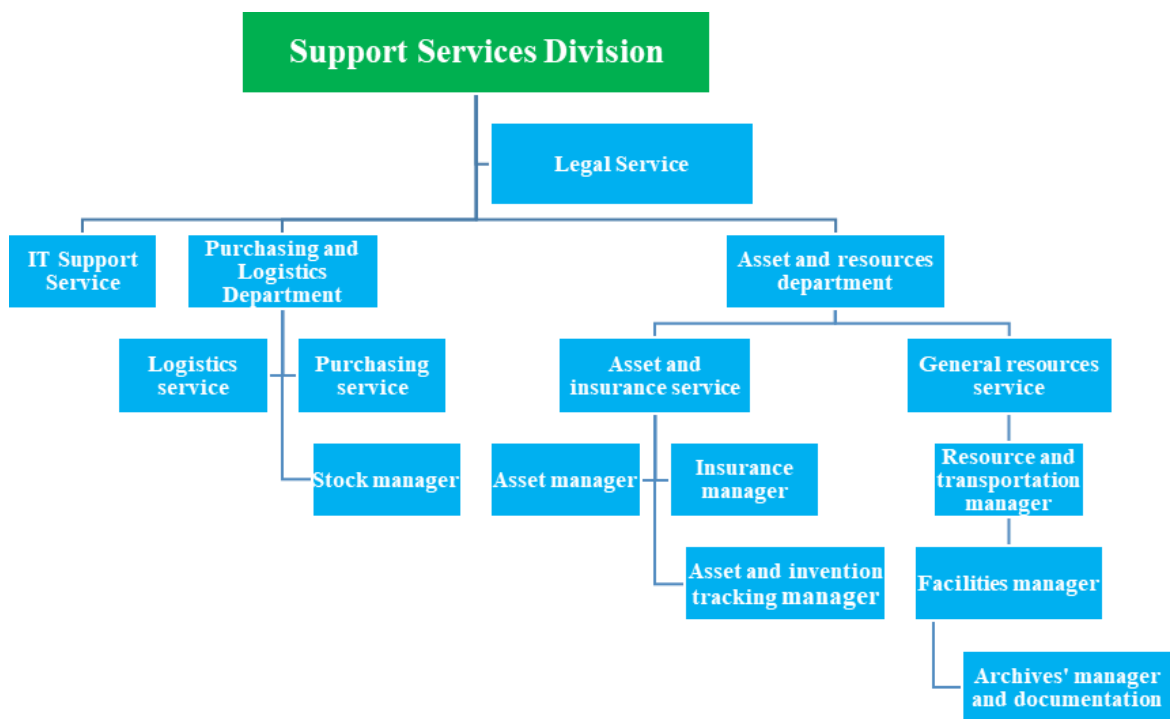 Support Services Division
Legal Service
IT Support
Service
Purchasing and
Logistics
Department
Asset and resources
department
Logistics
service
Purchasing
service
Asset and
insurance service
General resources
service
Stock manager
Asset manager
Insurance
manager
Resource and
transportation
manager
Asset and invention
tracking manager
Facilities manager
Archives' manager
and documentation